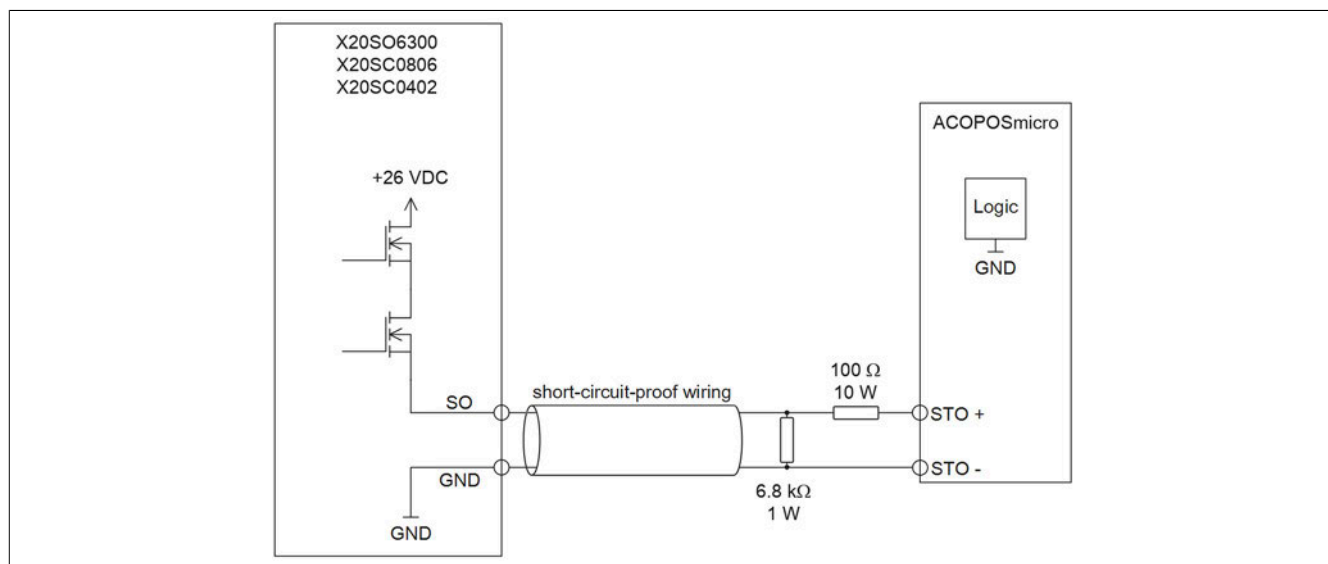 X20SO6300
X20SC0806
X20SC0402
+26 VDC
SO
GND
GND
short-circuit-proof wiring
100 Ω
10 W
6.8 kΩ
1 W
ACOPOSmicro
Logic
GND
STO +
STO -